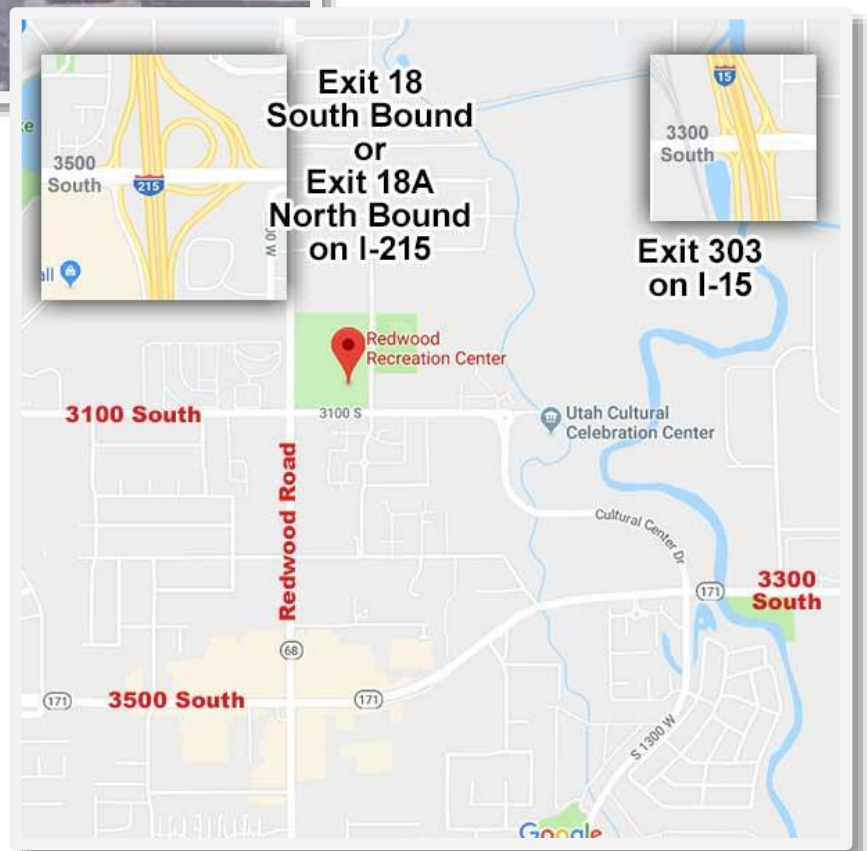 3500
South
215
Exit 18
South Bound
or
Exit 18A
North Bound
on I-215
15
3300
South
Exit 303
on I-15
Redwood
Recreation Center
3100 South
3100 S
Utah Cultural
Celebration Center
Redwood Road
Cultural Center Dr
171
3300
South
68
171
3500 South
171
S 1300 W
Google